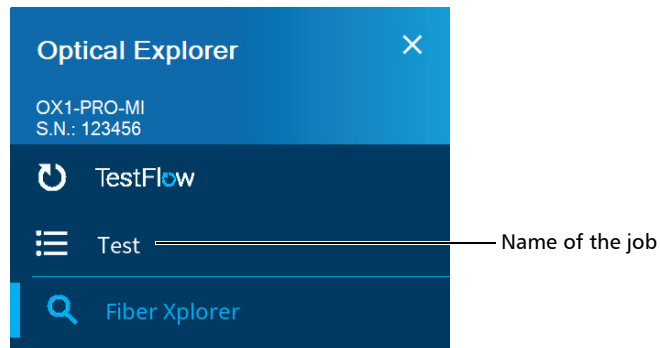 Optical Explorer
OX1-PRO-MI
S.N.: 123456
TestFlow
Test
Name of the job
Fiber Xplorer